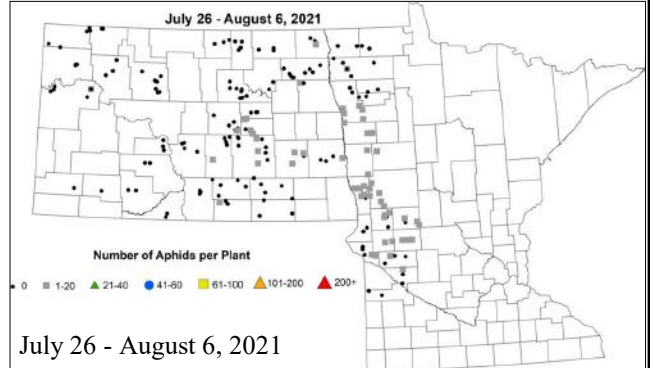 July 26 - August 6, 2021
Number of Aphids per Plant
0 1-20 21-40 41-60 61-100 101-200 200+
July 26 - August 6, 2021